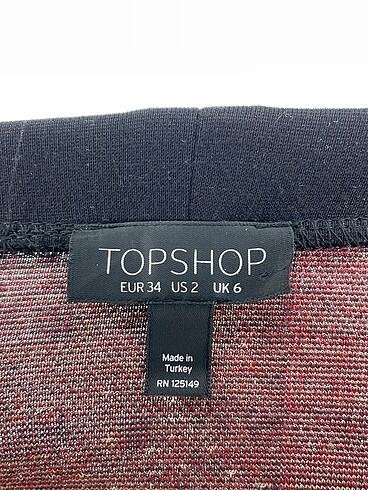 TOPSHOP
EUR 34 US 2 UK 6
Made in
Turkey
RN 125149